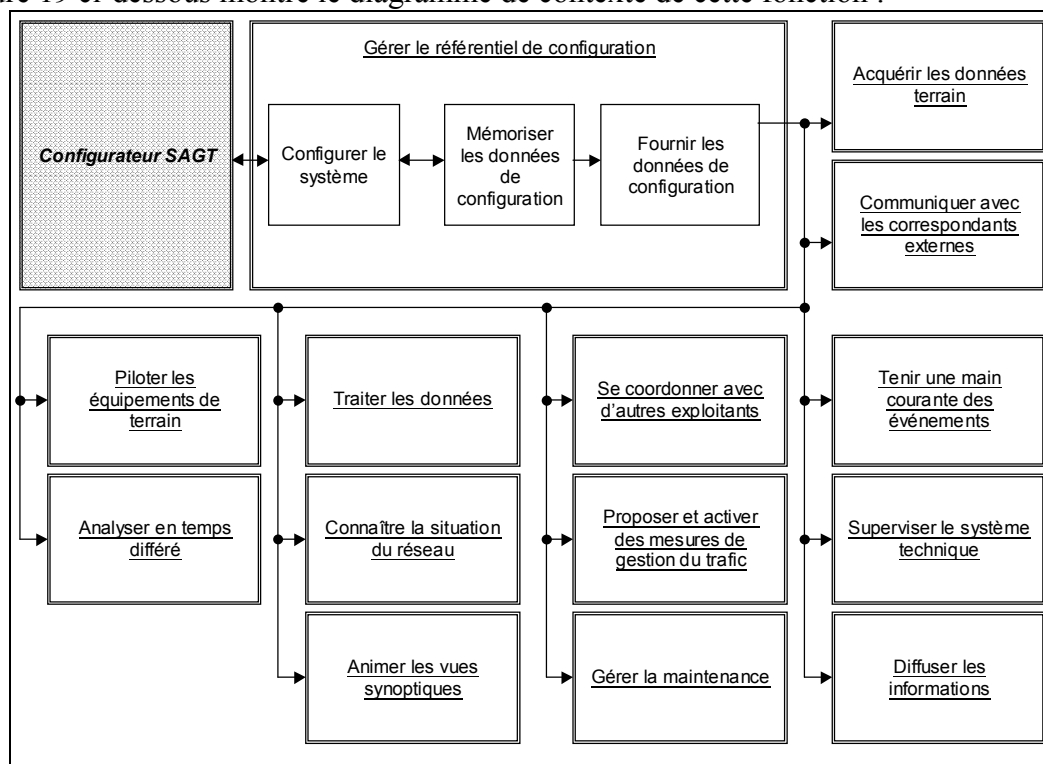 Gérer le référentiel de configuration
Configurateur SAGT
Configurer le
système
Mémoriser
les données
de
configuration
Fournir les
données de
configuration
Acquérir les données
terrain
Communiquer avec
les correspondants
externes
Piloter les
équipements de
terrain
Traiter les données
Se coordonner avec
d'autres exploitants
Tenir une main
courante des
événements
Analyser en temps
différé
Connaître la situation
du réseau
Proposer et activer
des mesures de
gestion du trafic
Superviser le système
technique
Animer les vues
synoptiques
Gérer la maintenance
Diffuser les
informations